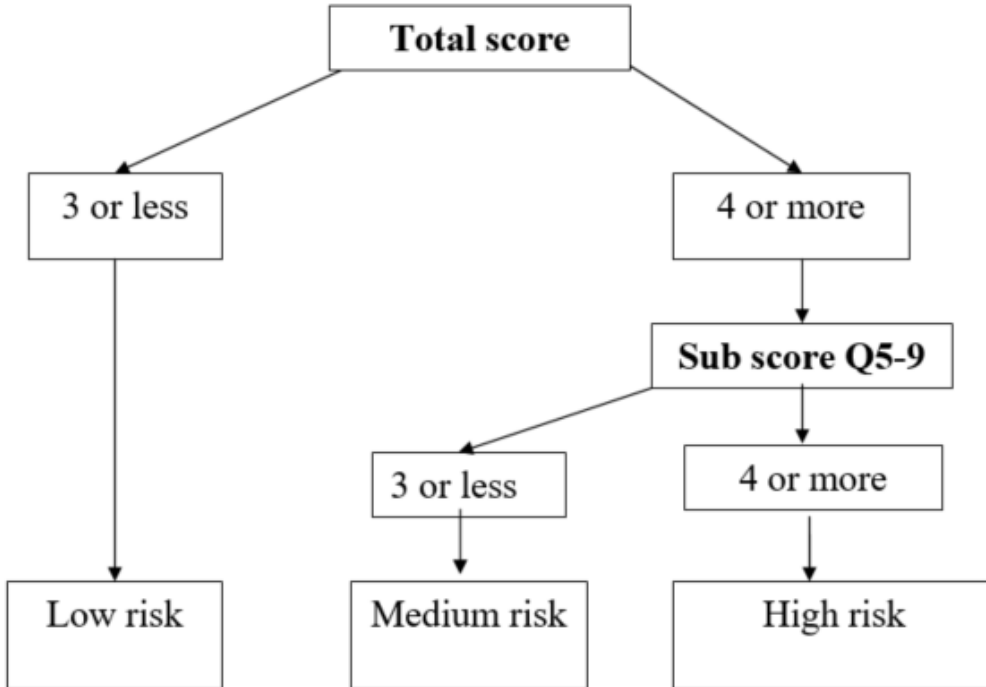 Total score
3 or less
4 or more
Sub score Q5-9
3 or less
4 or more
Low risk
Medium risk
High risk